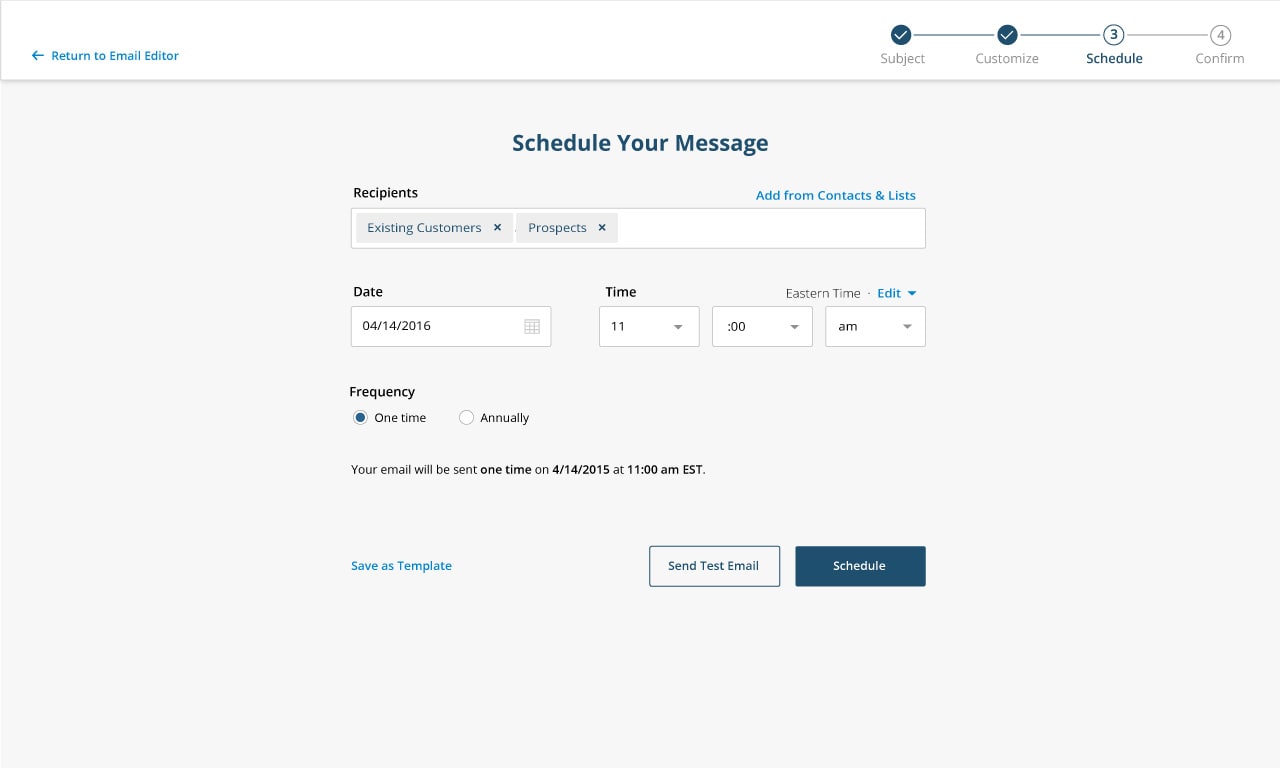 ← Return to Email Editor
3
4
Subject
Customize
Schedule
Confirm
Schedule Your Message
Recipients
Add from Contacts & Lists
Existing Customers ×
Prospects ×
Date
Time
Eastern Time · Edit
04/14/2016
11
:00
am
Frequency
One time
Annually
Your email will be sent one time on 4/14/2015 at 11:00 am EST.
Save as Template
Send Test Email
Schedule